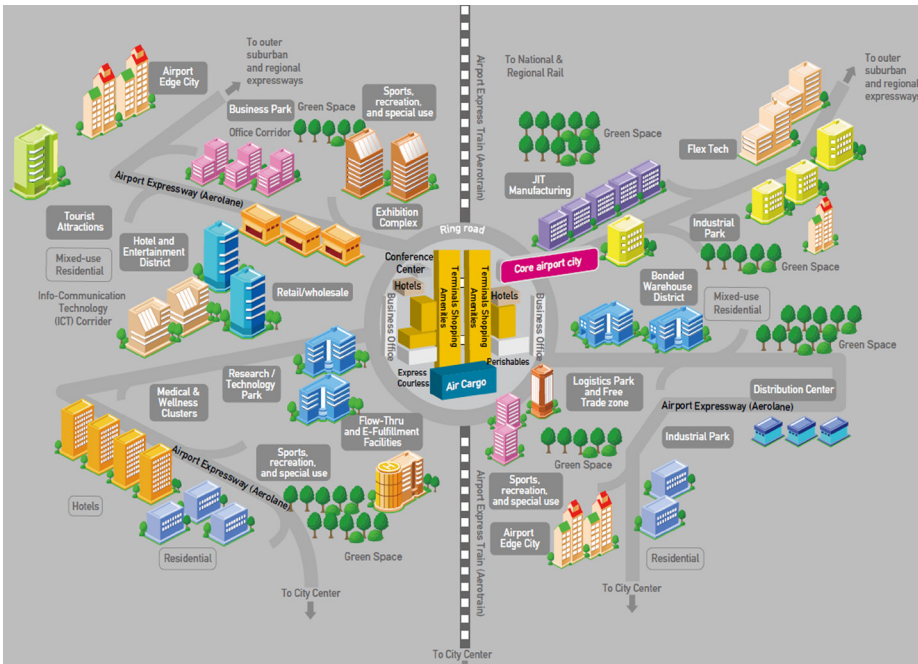 To outer
suburban
and regional
expressways
Airport
Edge City
Business Park
Office Corridor
Green Space
Sports,
recreation,
and special use
Airport Express Train (Aerotrain)
To National &
Regional Rail
Green Space
Flex Tech
To outer
suburban
and regional
expressways
JIT
Manufacturing
Airport Expressway (Aerolane)
Tourist
Attractions
Mixed-use
Residential
Hotel and
Entertainment
District
Exhibition
Complex
Info-Communication
Technology
(ICT) Corridor
Retail/wholesale
Ring road
Conference
Center
Hotels
Business Office
Terminals Shopping
Amenities
Terminals Shopping
Amenities
Hotels
Business Office
Core airport city
Express
Courless
Perishables
Air Cargo
Industrial
Park
Green Space
Bonded
Warehouse
District
Mixed-use
Residential
Green Space
Medical &
Wellness
Clusters
Research /
Technology
Park
Flow-Thru
and E-Fulfillment
Facilities
Airport Expressway (Aerolane)
Sports,
recreation,
and special use
Hotels
Residential
Green Space
To City Center
Logistics Park
and Free
Trade zone
Distribution Center
Airport Expressway (Aerolane)
Industrial Park
Green Space
Sports,
recreation,
and special use
Airport
Edge City
Airport Express Train (Aerotrain)
Residential
To City Center
To City Center